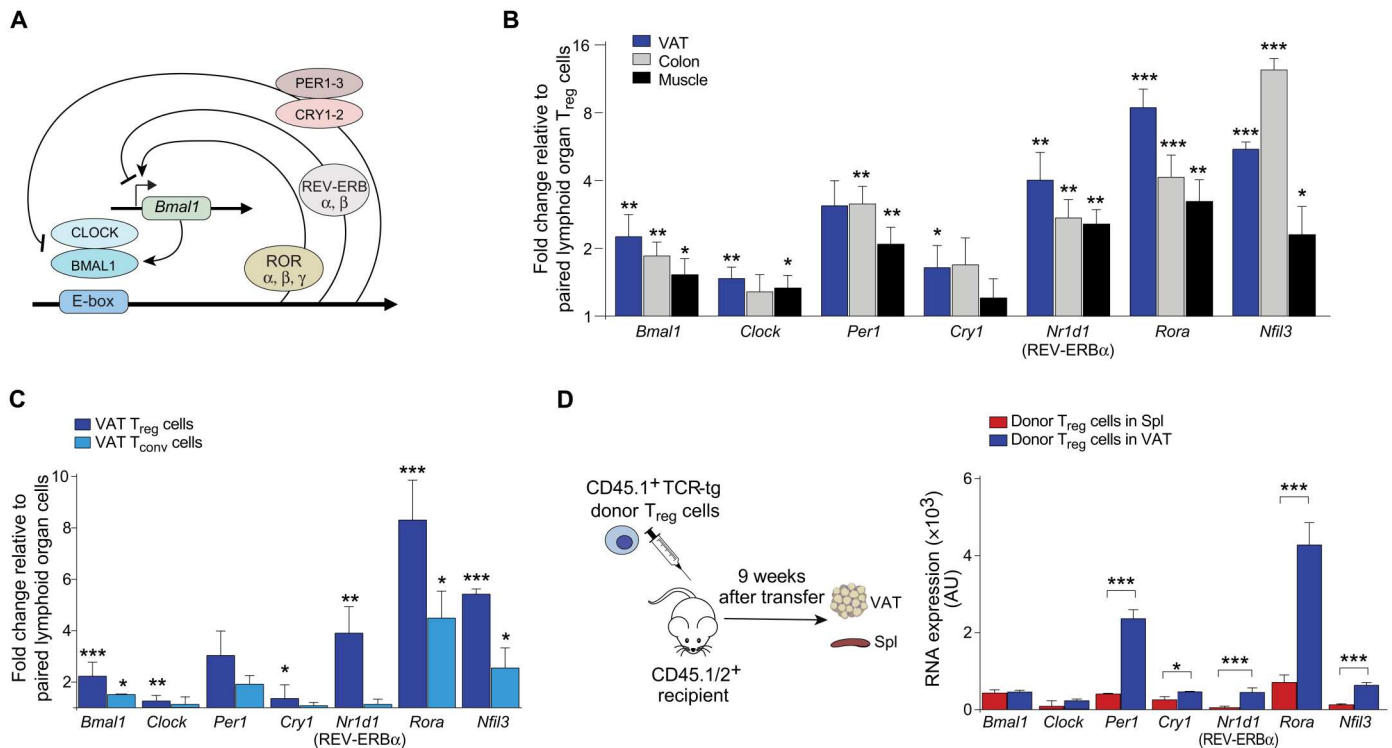 A
PER1-3
CRY1-2
REV-ERB
α, β
Bmal1
CLOCK
BMAL1
ROR
α, β, γ
E-box
B
VAT
Colon
Muscle
Fold change relative to
paired lymphoid organ Treg cells
16
8
4
2
1
** ** *
** *
** **
*
** ** **
*** *** **
*** *** *
Bmal1 Clock Per1 Cry1 Nr1d1 Rora Nfil3
(REV-ERBα)
C
VAT Treg cells
VAT Tconv cells
Fold change relative to
paired lymphoid organ cells
10
8
6
4
2
*** *
**
*
**
*** *
*** *
Bmal1 Clock Per1 Cry1 Nr1d1 Rora Nfil3
(REV-ERBα)
D
CD45.1+ TCR-tg
donor Treg cells
9 weeks
after transfer
VAT
Spl
CD45.1/2+
recipient
Donor Treg cells in Spl
Donor Treg cells in VAT
RNA expression (×103)
(AU)
6
4
2
0
***
*
***
***
***
Bmal1 Clock Per1 Cry1 Nr1d1 Rora Nfil3
(REV-ERBα)